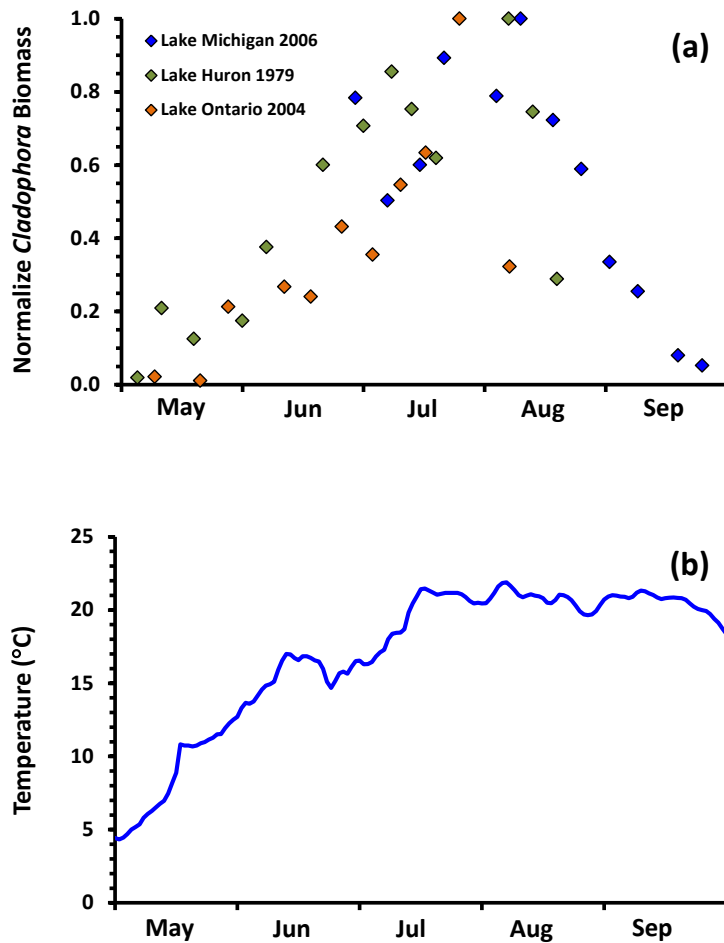 1.0
(a)
Lake Michigan 2006
0.8
Lake Huron 1979
Lake Ontario 2004
0.6
0.4
0.2
0.0
Normalize Cladophora Biomass
May Jun Jul Aug Sep
25
(b)
20
15
10
5
0
Temperature (°C)
May Jun Jul Aug Sep